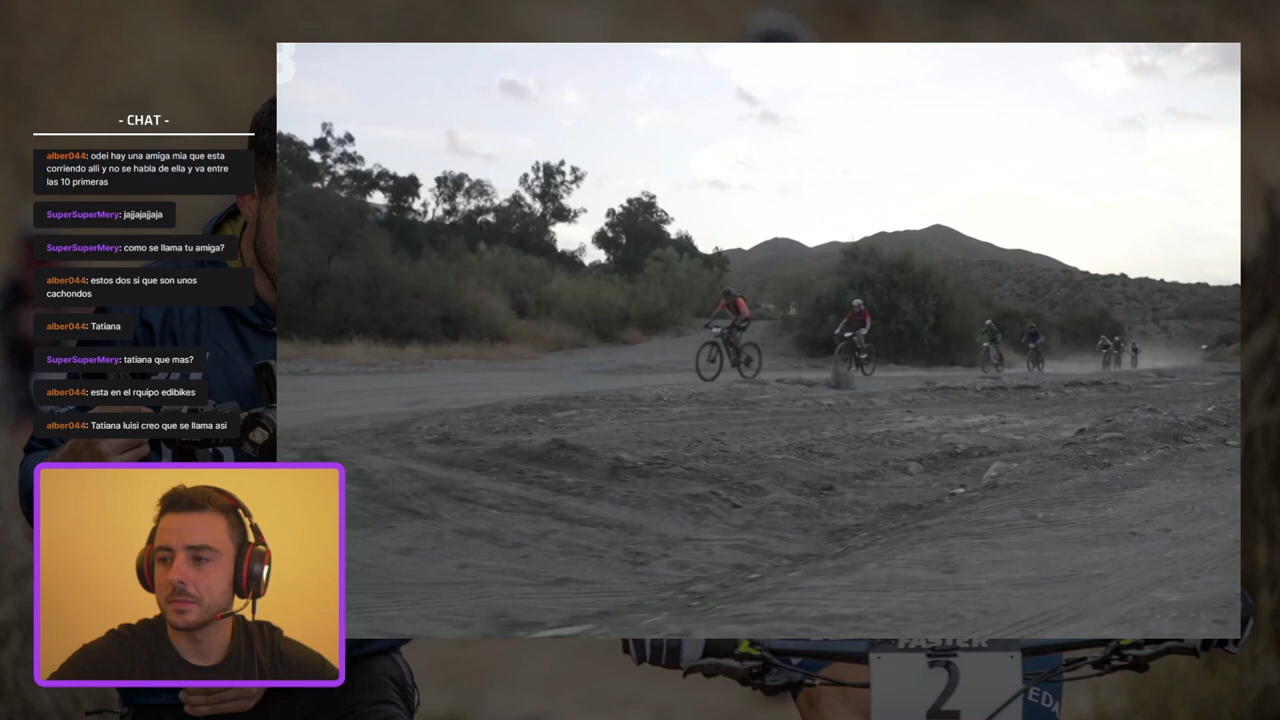 - CHAT -
alber044: odei hay una amiga mia que esta
corriendo alli y no se habla de ella y va entre
las 10 primeras
SuperSuperMery: jajjajajjaja
SuperSuperMery: como se llama tu amiga?
alber044: estos dos si que son unos
cachondos
alber044: Tatiana
SuperSuperMery: tatiana que mas?
alber044: esta en el rquipo edibikes
alber044: Tatiana luisi creo que se llama asi
FASTER
2